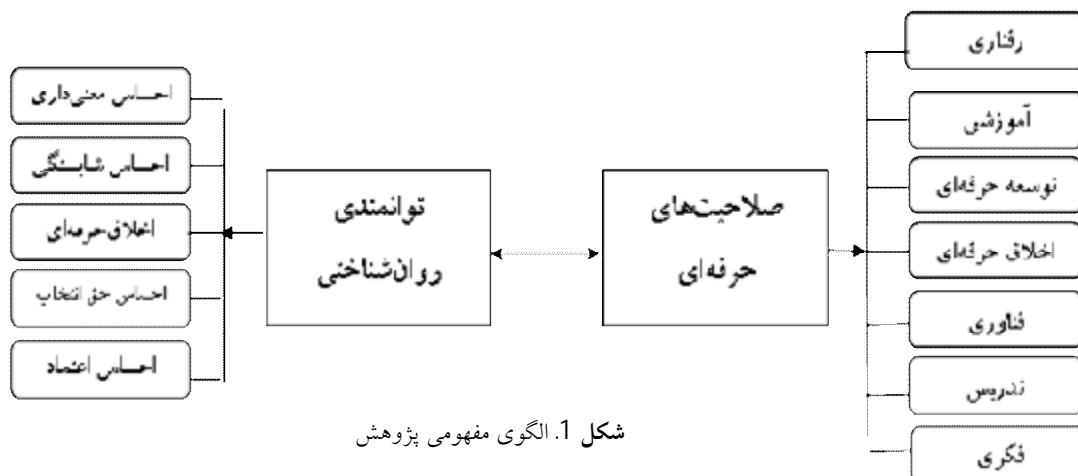 رفتاری
آموزشی
توسعه حرفه‌ای
اخلاق حرفه‌ای
فناوری
تدریس
فکری
صلاحیت‌های
حرفه‌ای
توانمندی
روان‌شناختی
احساس معنی‌داری
احساس شایستگی
اخلاق حرفه‌ای
احساس حق انتخاب
احساس اعتماد
شکل 1. الگوی مفهومی پژوهش